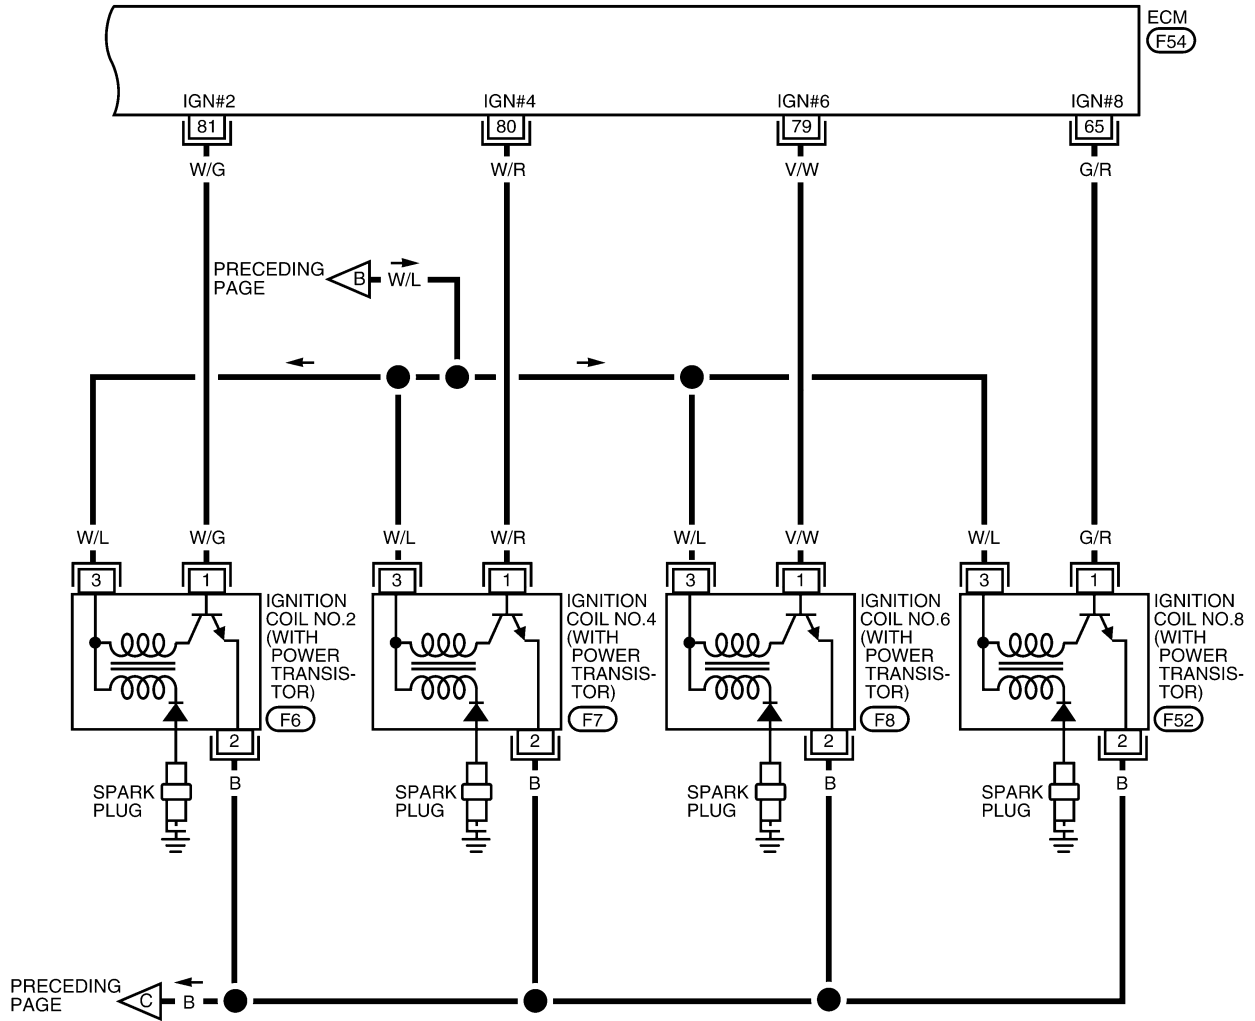 ECM
F54
IGN#2
IGN#4
IGN#6
IGN#8
81
80
79
65
W/G
W/R
V/W
G/R
PRECEDING
PAGE
B
W/L
W/L
W/G
W/L
W/R
W/L
V/W
W/L
G/R
3
1
3
1
3
1
3
1
IGNITION
COIL NO.2
(WITH
POWER
TRANSIS-
TOR)
F6
IGNITION
COIL NO.4
(WITH
POWER
TRANSIS-
TOR)
F7
IGNITION
COIL NO.6
(WITH
POWER
TRANSIS-
TOR)
F8
IGNITION
COIL NO.8
(WITH
POWER
TRANSIS-
TOR)
F52
2
2
2
2
SPARK
PLUG
B
SPARK
PLUG
B
SPARK
PLUG
B
SPARK
PLUG
B
PRECEDING
PAGE
C
B